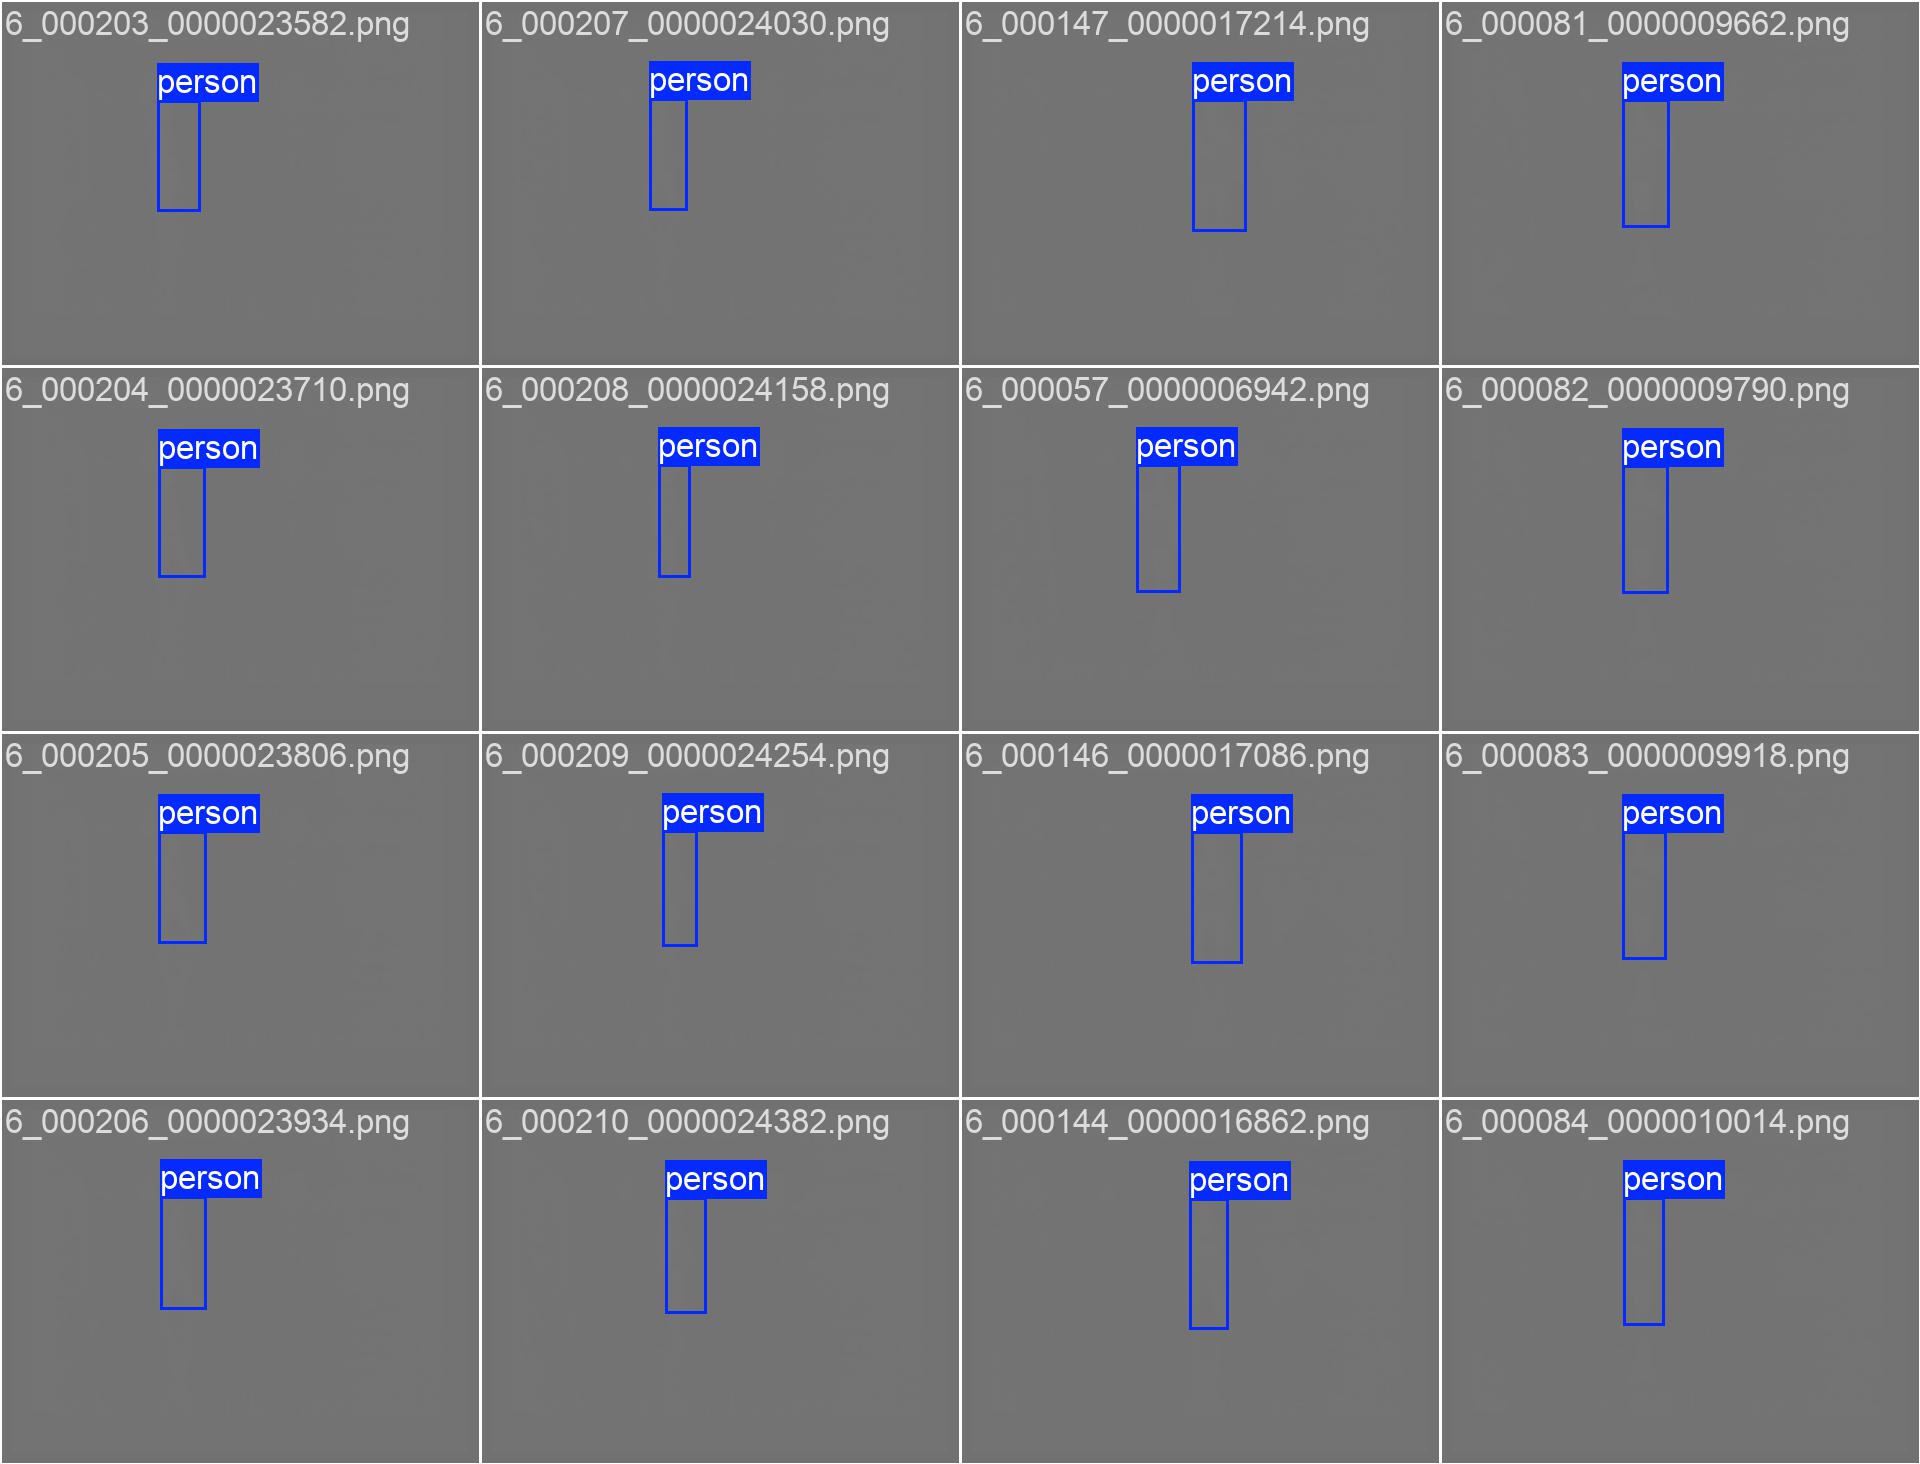 6_000203_0000023582.png
person
6_000207_0000024030.png
person
6_000147_0000017214.png
person
6_000081_0000009662.png
person
6_000204_0000023710.png
person
6_000208_0000024158.png
person
6_000057_0000006942.png
person
6_000082_0000009790.png
person
6_000205_0000023806.png
person
6_000209_0000024254.png
person
6_000146_0000017086.png
person
6_000083_0000009918.png
person
6_000206_0000023934.png
person
6_000210_0000024382.png
person
6_000144_0000016862.png
person
6_000084_0000010014.png
person